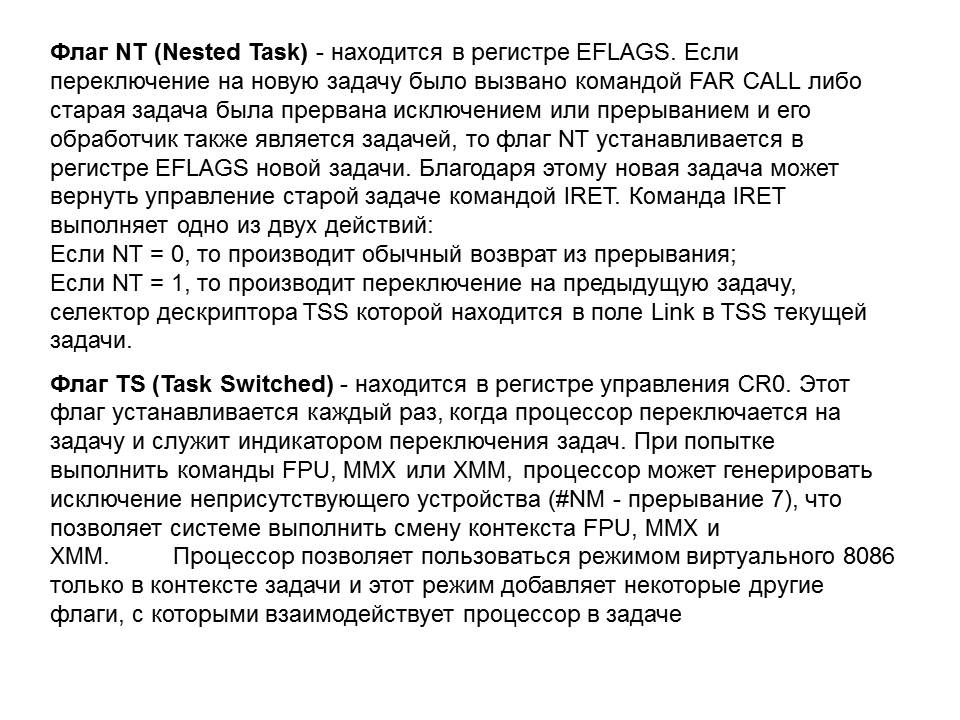 Флаг NT (Nested Task) - находится в регистре EFLAGS. Если
переключение на новую задачу было вызвано командой FAR CALL либо
старая задача была прервана исключением или прерыванием и его
обработчик также является задачей, то флаг NT устанавливается в
регистре EFLAGS новой задачи. Благодаря этому новая задача может
вернуть управление старой задаче командой IRET. Команда IRET
выполняет одно из двух действий:
Если NT = 0, то производит обычный возврат из прерывания;
Если NT = 1, то производит переключение на предыдущую задачу,
селектор дескриптора TSS которой находится в поле Link в TSS текущей
задачи.
Флаг TS (Task Switched) - находится в регистре управления CR0. Этот
флаг устанавливается каждый раз, когда процессор переключается на
задачу и служит индикатором переключения задач. При попытке
выполнить команды FPU, MMX или XMM, процессор может генерировать
исключение неприсутствующего устройства (#NM - прерывание 7), что
позволяет системе выполнить смену контекста FPU, MMX и
XMM. Процессор позволяет пользоваться режимом виртуального 8086
только в контексте задачи и этот режим добавляет некоторые другие
флаги, с которыми взаимодействует процессор в задаче